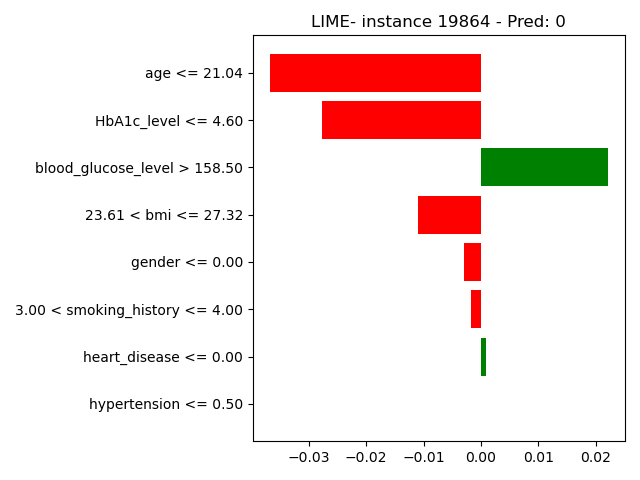 LIME- instance 19864 - Pred: 0
age <= 21.04
HbA1c_level <= 4.60
blood_glucose_level > 158.50
23.61 < bmi <= 27.32
gender <= 0.00
3.00 < smoking_history <= 4.00
heart_disease <= 0.00
hypertension <= 0.50
−0.03 −0.02 −0.01 0.00 0.01 0.02